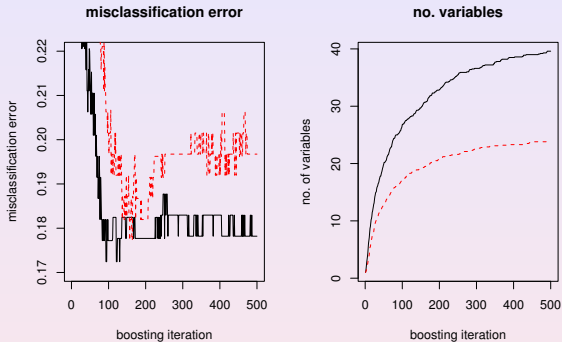 misclassification error
no. variables
misclassification error
0.22
0.21
0.20
0.19
0.18
0.17
0 100 200 300 400 500
boosting iteration
no. of variables
40
30
20
10
0
0 100 200 300 400 500
boosting iteration